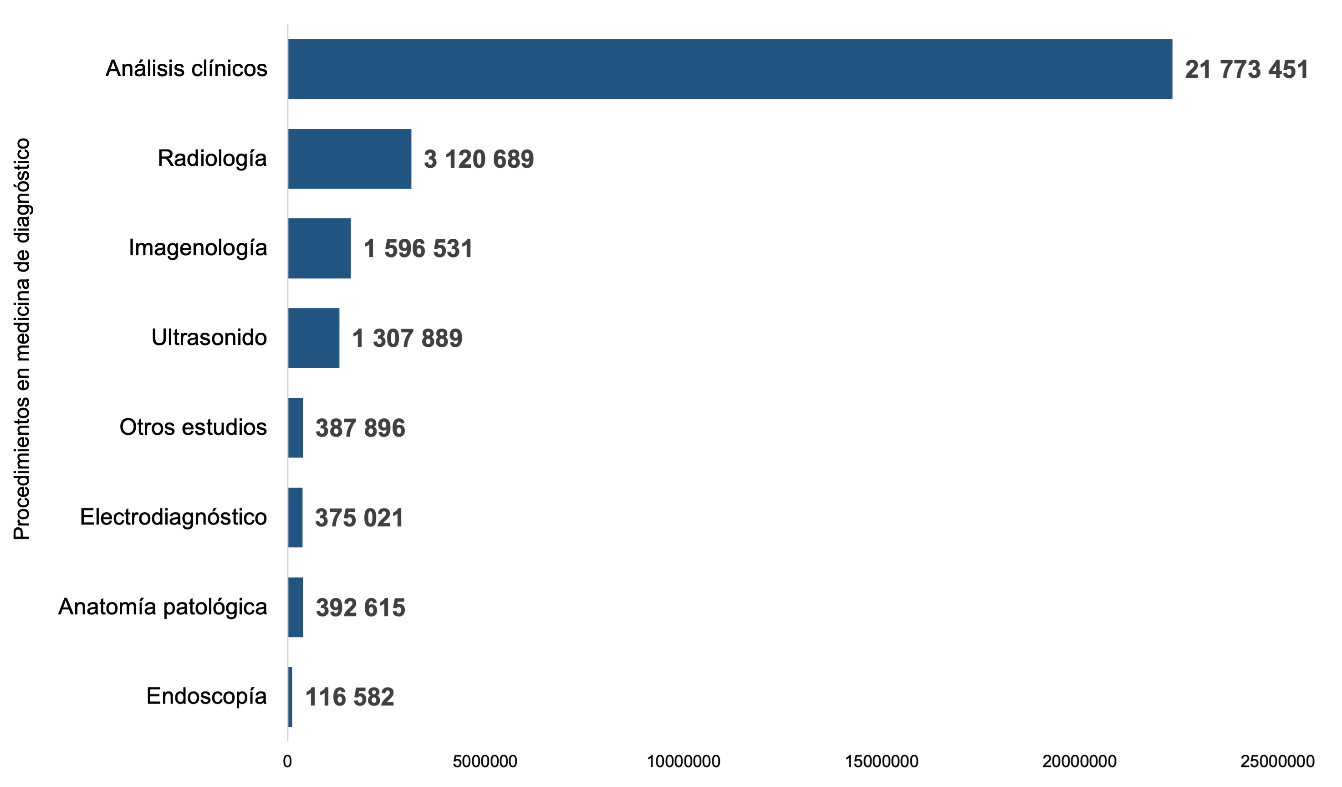 Procedimientos en medicina de diagnóstico
Análisis clínicos 21 773 451
Radiología 3 120 689
Imagenología 1 596 531
Ultrasonido 1 307 889
Otros estudios 387 896
Electrodiagnóstico 375 021
Anatomía patológica 392 615
Endoscopía 116 582
0 5000000 10000000 15000000 20000000 25000000